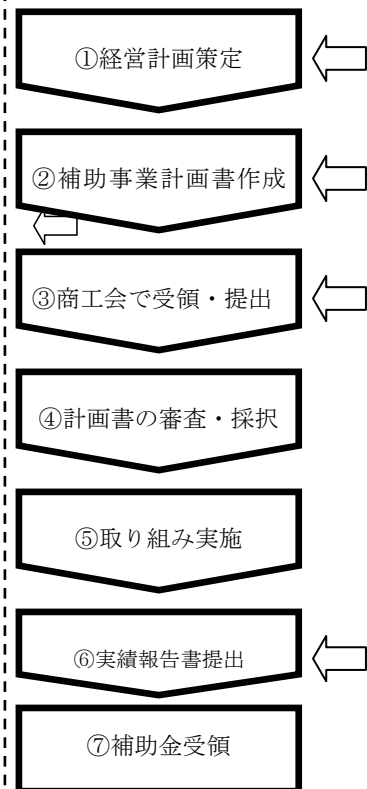 ①経営計画策定
②補助事業計画書作成
③商工会で受領・提出
④計画書の審査・採択
⑤取り組み実施
⑥実績報告書提出
⑦補助金受領